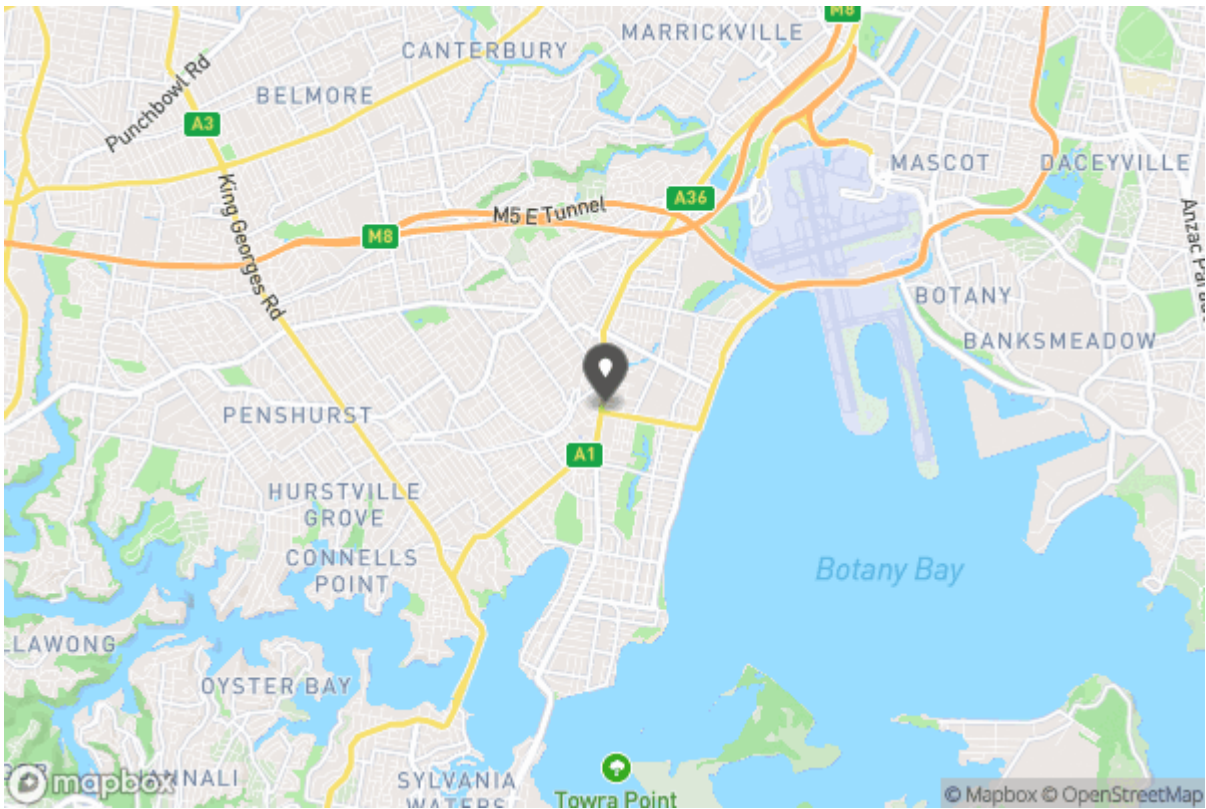 M8
MARRICKVILLE
CANTERBURY
Punchbowl Rd
BELMORE
A3
MASCOT
DACEYVILLE
King Georges Rd
A36
M5 E Tunnel
M8
Anzac Parade
BOTANY
BANKSMEADOW
PENSHURST
A1
HURSTVILLE
GROVE
CONNELLS
POINT
Botany Bay
LLAWONG
OYSTER BAY
SYLVANIA
WATERS
Towra Point
mapbox
© Mapbox © OpenStreetMap